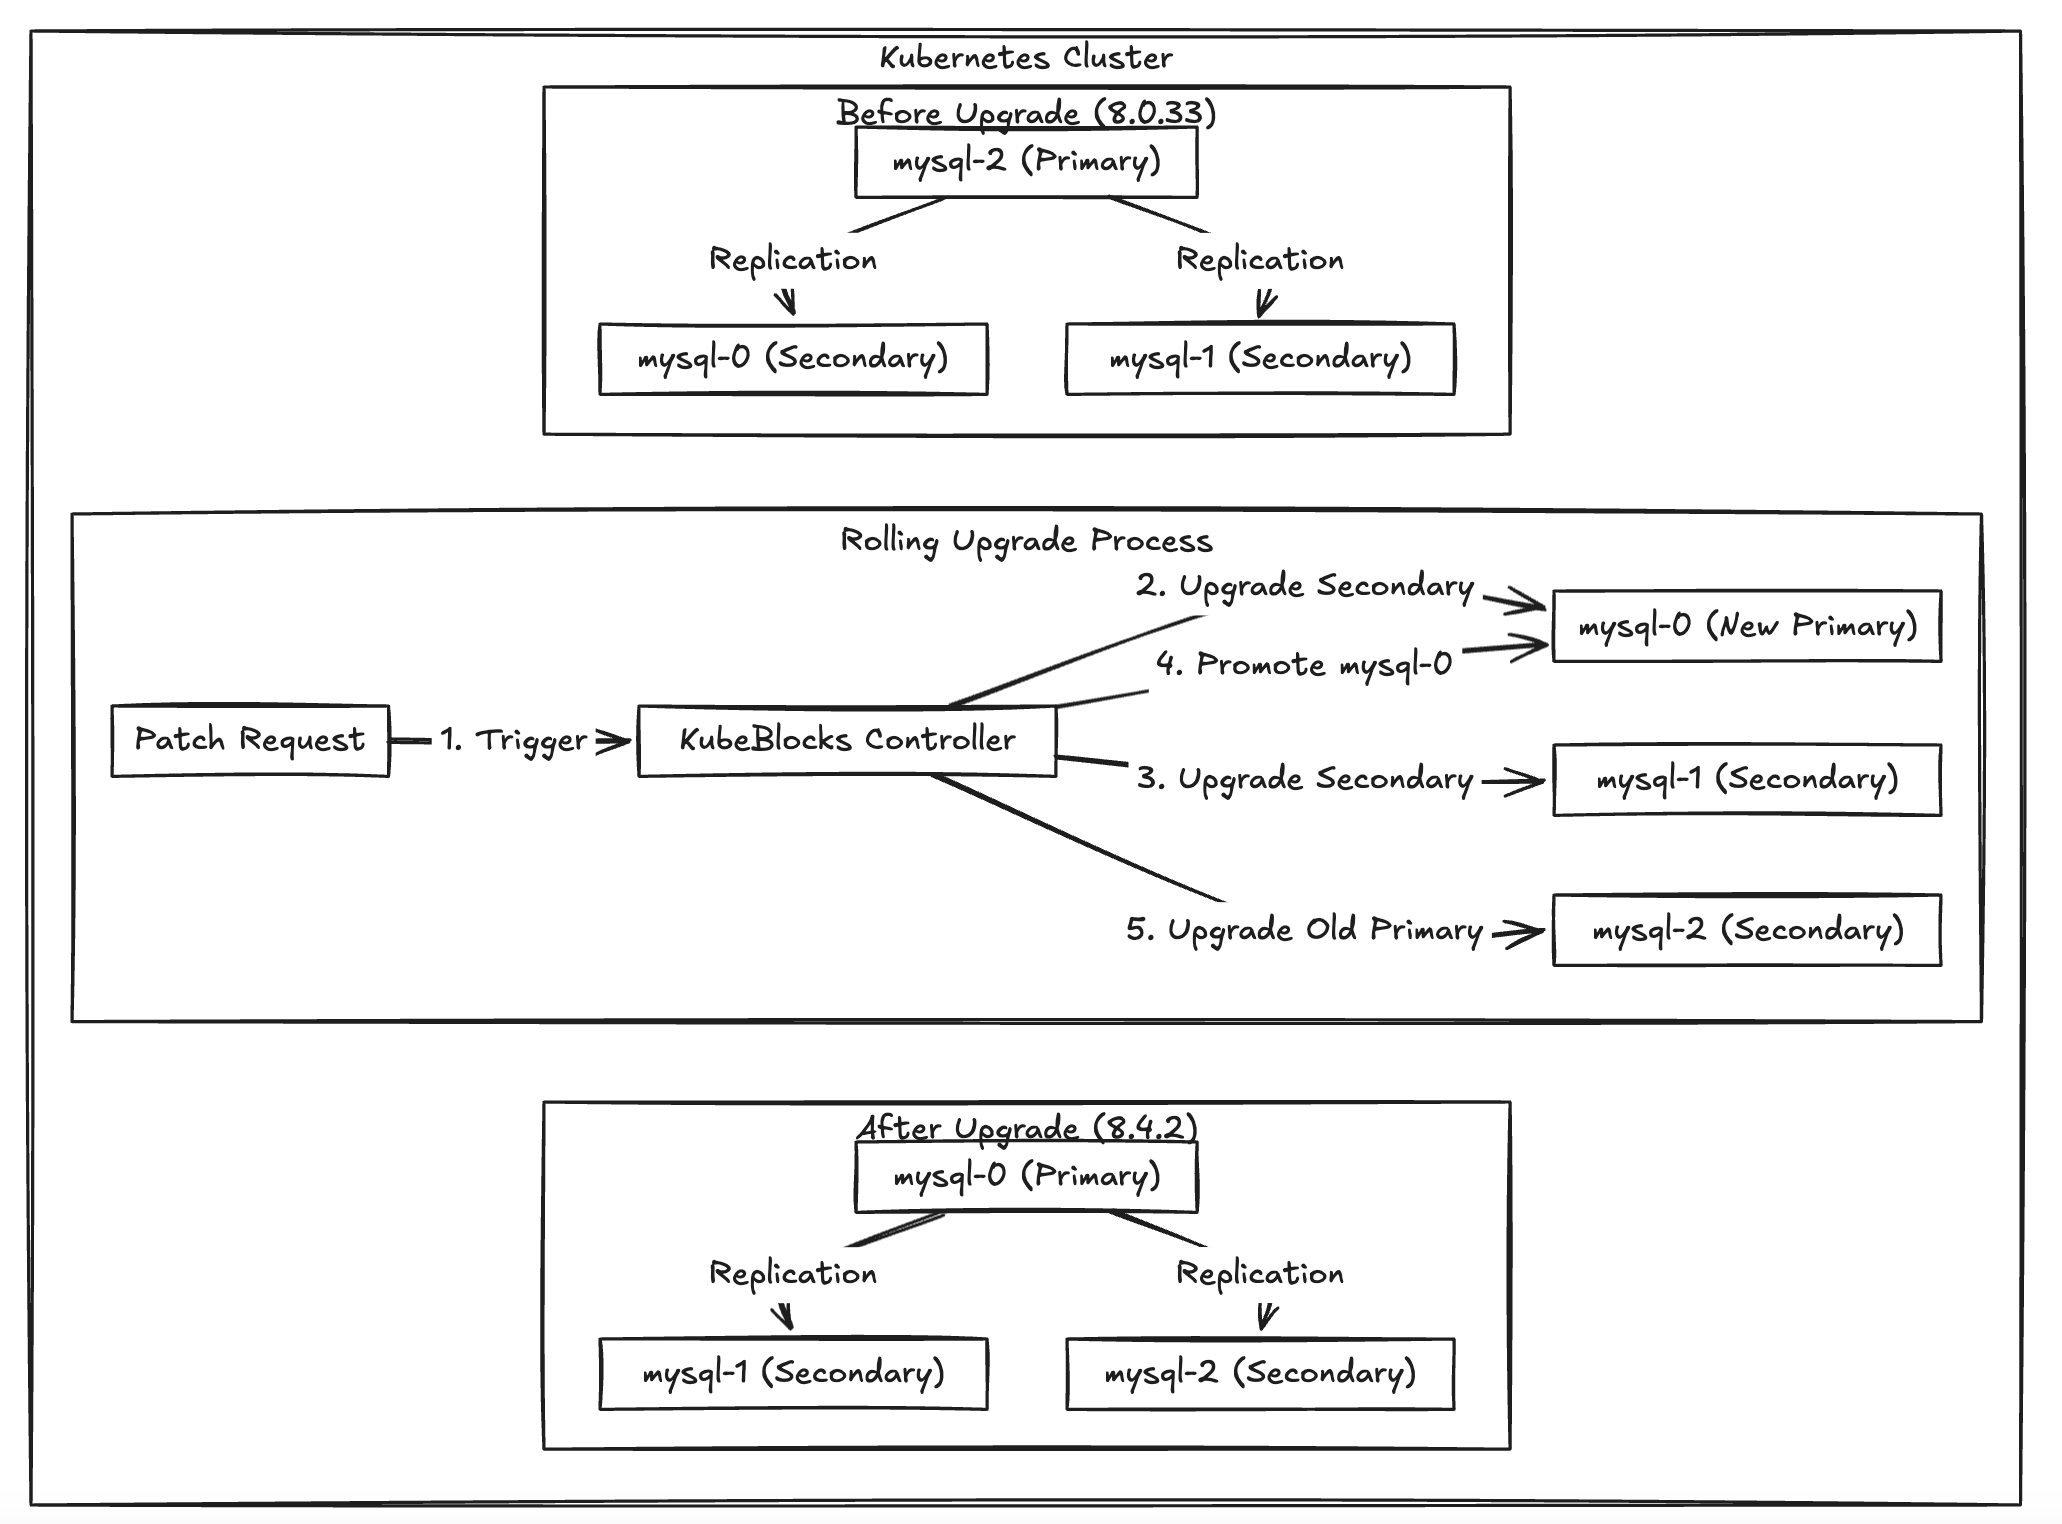 Kubernetes Cluster
Before Upgrade (8.0.33)
mysql-2 (Primary)
Replication
Replication
mysql-0 (Secondary)
mysql-1 (Secondary)
Rolling Upgrade Process
2. Upgrade Secondary
mysql-0 (New Primary)
4. Promote mysql-0
Patch Request
1. Trigger
KubeBlocks Controller
3. Upgrade Secondary
mysql-1 (Secondary)
5. Upgrade Old Primary
mysql-2 (Secondary)
After Upgrade (8.4.2)
mysql-0 (Primary)
Replication
Replication
mysql-1 (Secondary)
mysql-2 (Secondary)